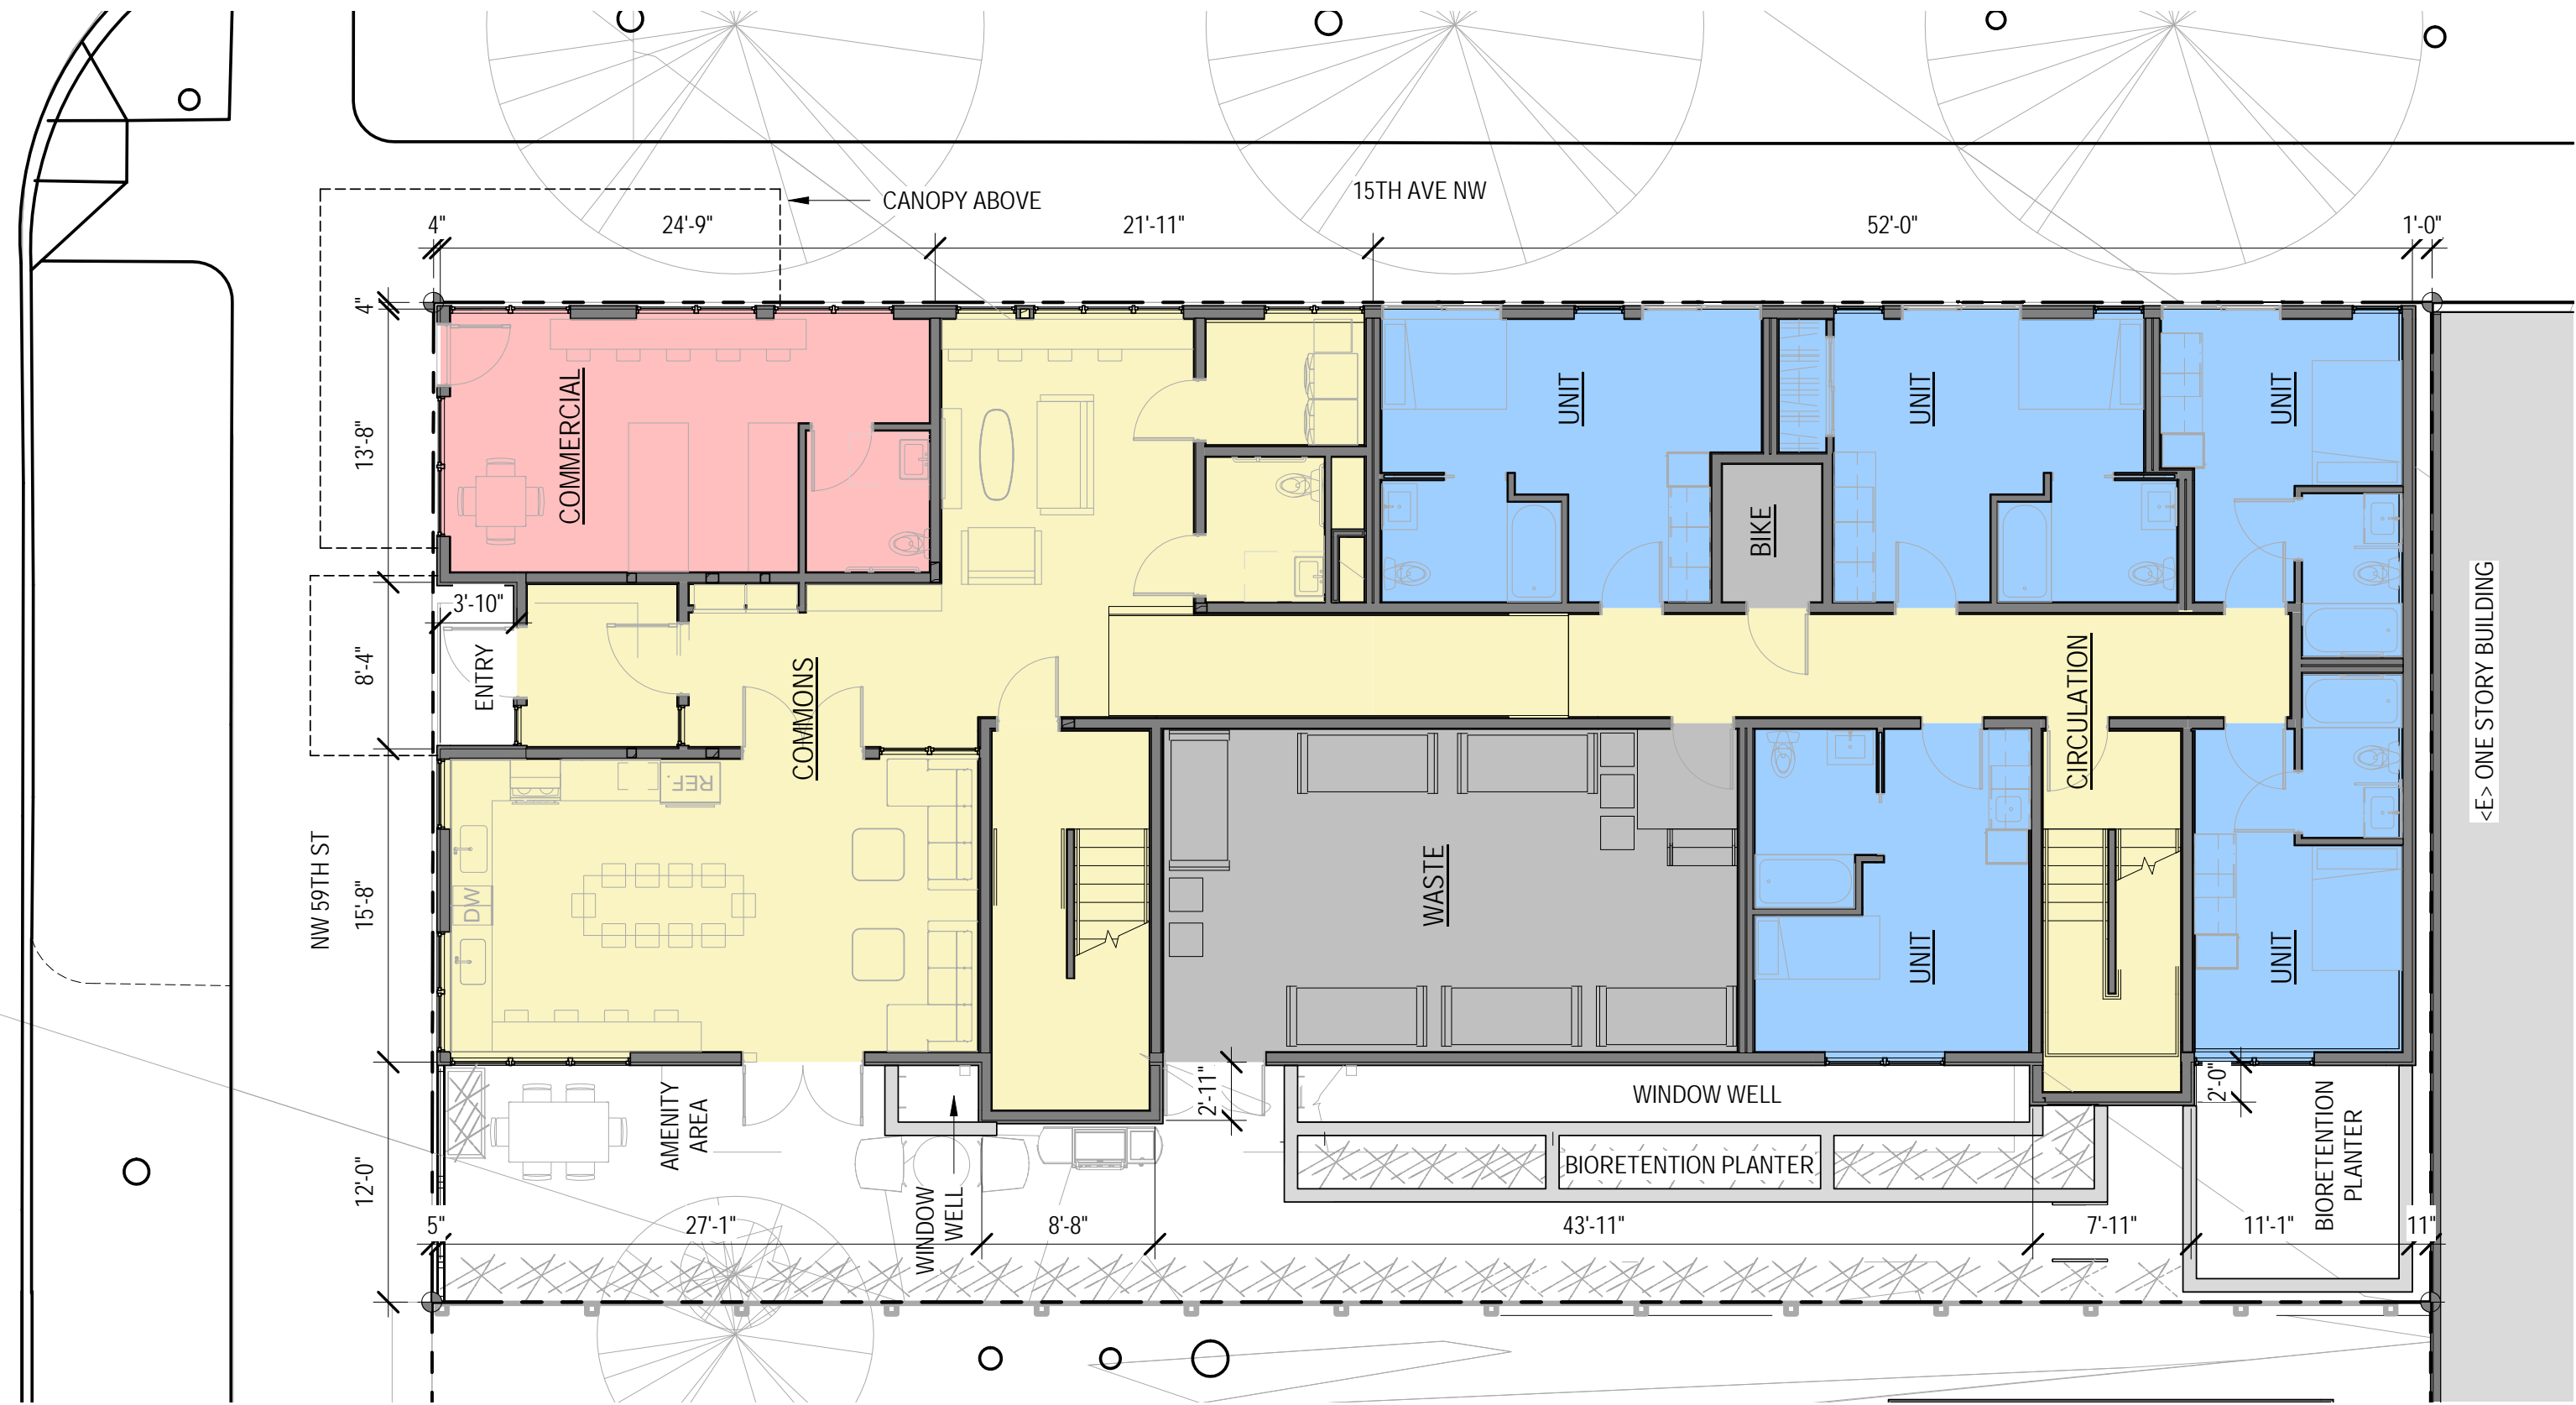 15TH AVE NW
CANOPY ABOVE
4"
24'-9"
21'-11"
52'-0"
1'-0"
4"
13'-8"
8'-4"
15'-8"
12'-0"
NW 59TH ST
COMMERCIAL
UNIT
UNIT
UNIT
BIKE
3'-10"
ENTRY
COMMONS
CIRCULATION
<E> ONE STORY BUILDING
REF.
DW
WASTE
UNIT
UNIT
2'-11"
2'-0"
AMENITY
AREA
WINDOW
WELL
WINDOW WELL
BIORETENTION PLANTER
BIORETENTION
PLANTER
5"
27'-1"
8'-8"
43'-11"
7'-11"
11'-1"
11"